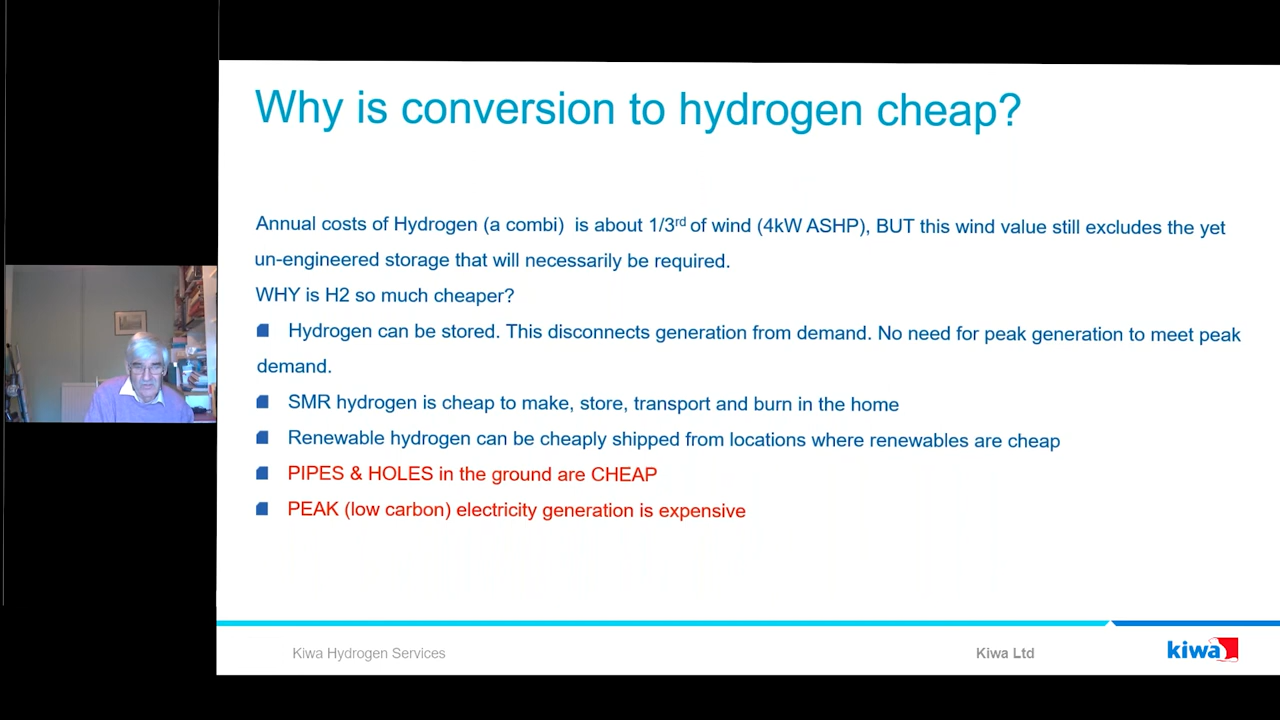 Why is conversion to hydrogen cheap?
Annual costs of Hydrogen (a combi) is about 1/3rd of wind (4kW ASHP), BUT this wind value still excludes the yet
un-engineered storage that will necessarily be required.
WHY is H2 so much cheaper?
Hydrogen can be stored. This disconnects generation from demand. No need for peak generation to meet peak
demand.
SMR hydrogen is cheap to make, store, transport and burn in the home
Renewable hydrogen can be cheaply shipped from locations where renewables are cheap
PIPES & HOLES in the ground are CHEAP
PEAK (low carbon) electricity generation is expensive
Kiwa Hydrogen Services
Kiwa Ltd
kiwa